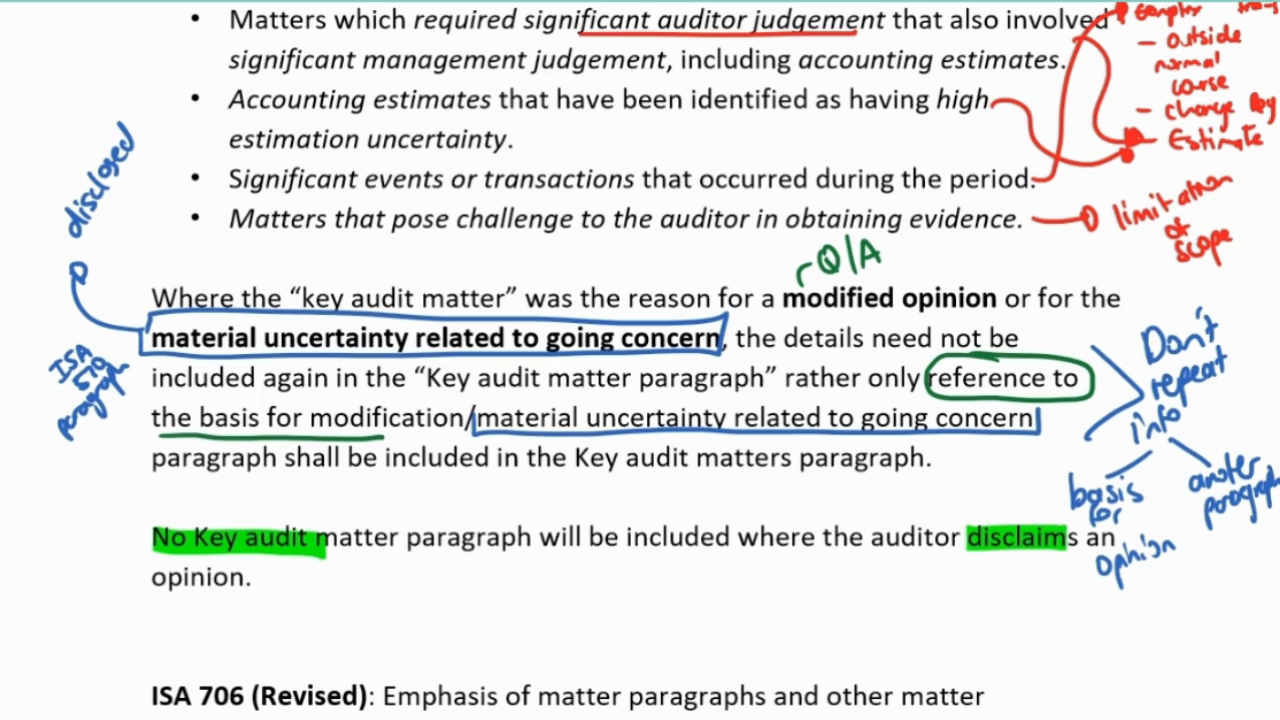 • Matters which required significant auditor judgement that also involved
significant management judgement, including accounting estimates.
• Accounting estimates that have been identified as having high
estimation uncertainty.
• Significant events or transactions that occurred during the period.
• Matters that pose challenge to the auditor in obtaining evidence.
complex
- outside
normal
corse
- change
- Estimate
limitation
of
scope
disclosed
Q/A
Where the “key audit matter” was the reason for a modified opinion or for the
material uncertainty related to going concern, the details need not be
included again in the “Key audit matter paragraph” rather only reference to
the basis for modification/material uncertainty related to going concern
paragraph shall be included in the Key audit matters paragraph.
ISA
570
paragraph
Don't
repeat
info
basis
for
opinion
paragraph
No Key audit matter paragraph will be included where the auditor disclaims an
opinion.
ISA 706 (Revised): Emphasis of matter paragraphs and other matter